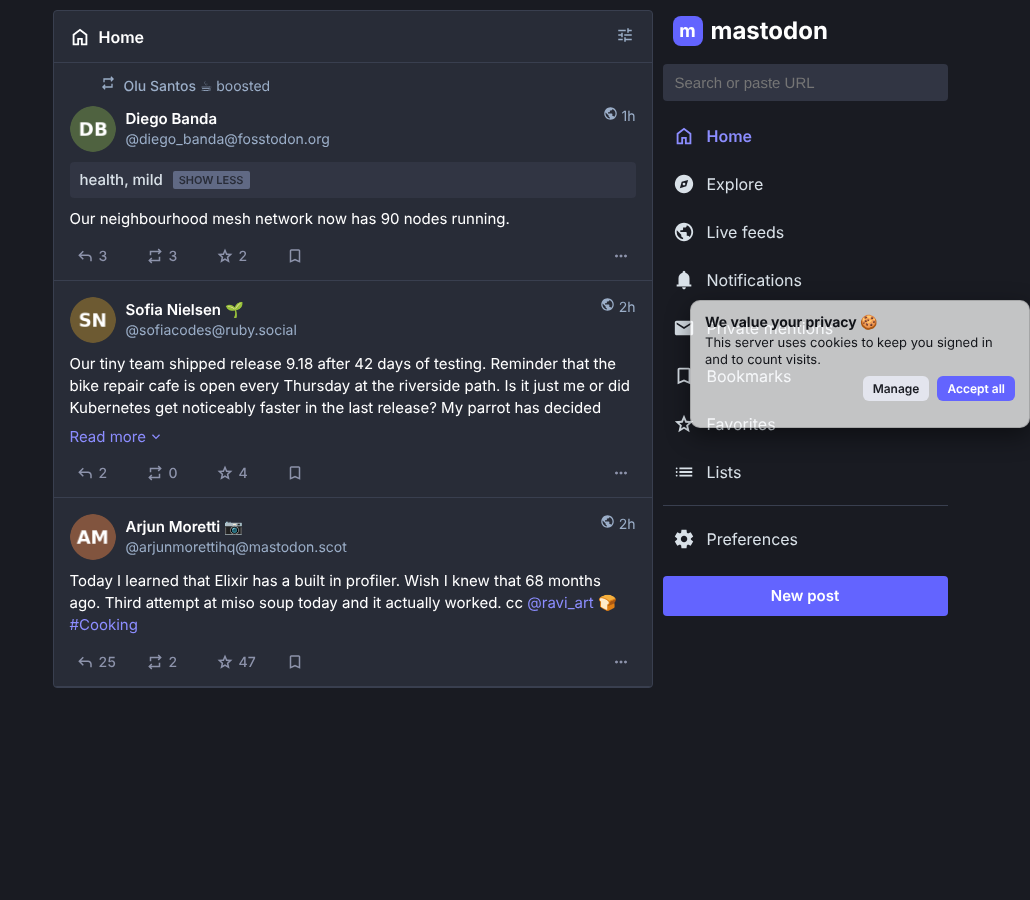 Home
Olu Santos ☕ boosted
DB
Diego Banda
@diego_banda@fosstodon.org
1h
health, mild SHOW LESS
Our neighbourhood mesh network now has 90 nodes running.
3 3 2
SN
Sofia Nielsen 🌱
@sofiacodes@ruby.social
2h
Our tiny team shipped release 9.18 after 42 days of testing. Reminder that the
bike repair cafe is open every Thursday at the riverside path. Is it just me or did
Kubernetes get noticeably faster in the last release? My parrot has decided
Read more
2 0 4
AM
Arjun Moretti 📷
@arjunmorettihq@mastodon.scot
2h
Today I learned that Elixir has a built in profiler. Wish I knew that 68 months
ago. Third attempt at miso soup today and it actually worked. cc @ravi_art 🍞
#Cooking
25 2 47
m mastodon
Search or paste URL
Home
Explore
Live feeds
Notifications
Private mentions
Bookmarks
Favorites
Lists
Preferences
New post
We value your privacy 🍪
This server uses cookies to keep you signed in
and to count visits.
Manage Accept all